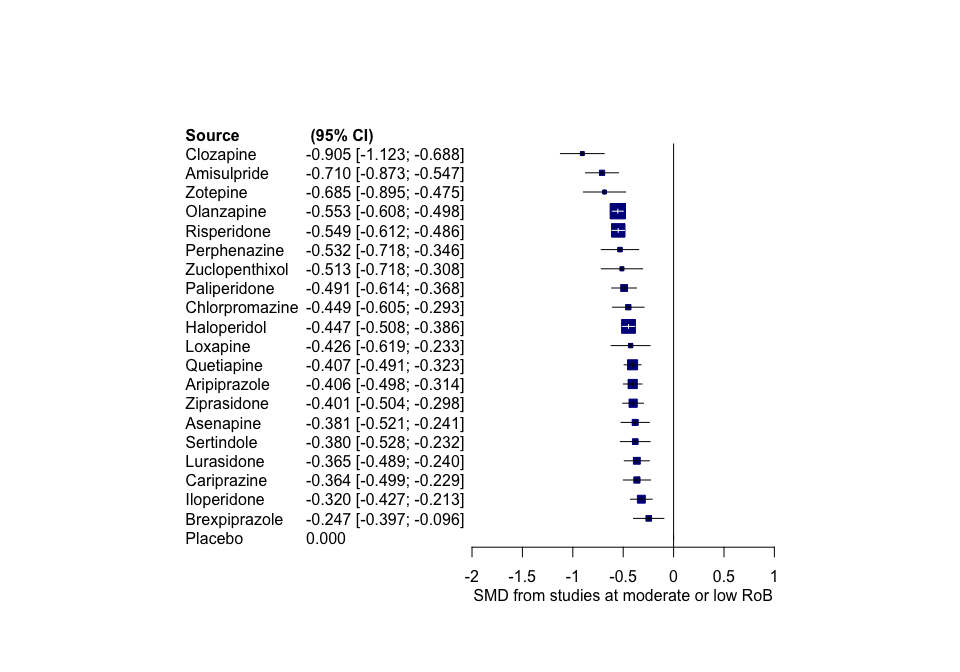 Source (95% CI)
Clozapine -0.905 [-1.123; -0.688]
Amisulpride -0.710 [-0.873; -0.547]
Zotepine -0.685 [-0.895; -0.475]
Olanzapine -0.553 [-0.608; -0.498]
Risperidone -0.549 [-0.612; -0.486]
Perphenazine -0.532 [-0.718; -0.346]
Zuclopenthixol -0.513 [-0.718; -0.308]
Paliperidone -0.491 [-0.614; -0.368]
Chlorpromazine -0.449 [-0.605; -0.293]
Haloperidol -0.447 [-0.508; -0.386]
Loxapine -0.426 [-0.619; -0.233]
Quetiapine -0.407 [-0.491; -0.323]
Aripiprazole -0.406 [-0.498; -0.314]
Ziprasidone -0.401 [-0.504; -0.298]
Asenapine -0.381 [-0.521; -0.241]
Sertindole -0.380 [-0.528; -0.232]
Lurasidone -0.365 [-0.489; -0.240]
Cariprazine -0.364 [-0.499; -0.229]
Iloperidone -0.320 [-0.427; -0.213]
Brexpiprazole -0.247 [-0.397; -0.096]
Placebo 0.000
-2 -1.5 -1 -0.5 0 0.5 1
SMD from studies at moderate or low RoB